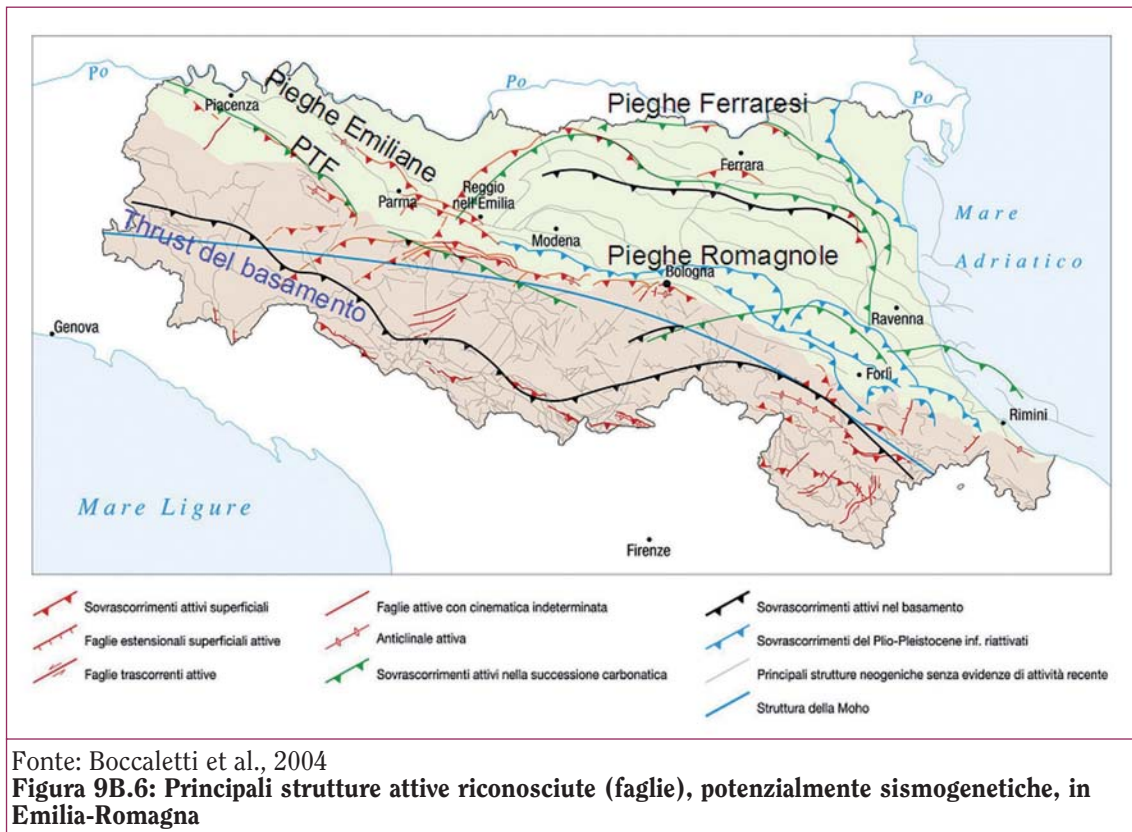 Po
Po
Po
Piacenza
Pieghe Emiliane
Pieghe Ferraresi
PTF
Ferrara
Parma
Reggio
nell'Emilia
Modena
Mare
Adriatico
Thrust del basamento
Pieghe Romagnole
Bologna
Genova
Ravenna
Forlì
Rimini
Mare Ligure
Firenze
Sovrascorrimenti attivi superficiali
Faglie estensionali superficiali attive
Faglie trascorrenti attive
Faglie attive con cinematica indeterminata
Anticlinale attiva
Sovrascorrimenti attivi nella successione carbonatica
Sovrascorrimenti attivi nel basamento
Sovrascorrimenti del Plio-Pleistocene inf. riattivati
Principali strutture neogeniche senza evidenze di attività recente
Struttura della Moho
Fonte: Boccaletti et al., 2004
Figura 9B.6: Principali strutture attive riconosciute (faglie), potenzialmente sismogenetiche, in
Emilia-Romagna